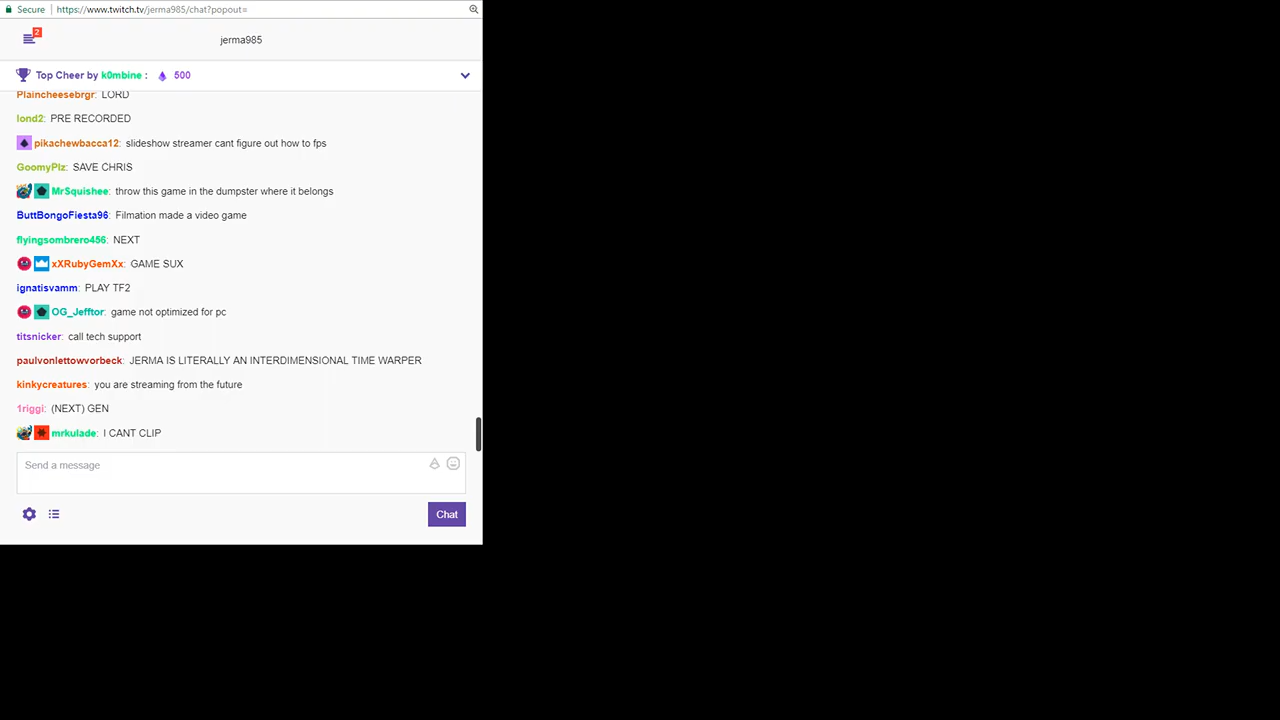 Secure | https://www.twitch.tv/jerma985/chat?popout=
2
jerma985
Top Cheer by k0mbine : 500
Plaincheesebrgr: LORD
lond2: PRE RECORDED
pikachewbacca12: slideshow streamer cant figure out how to fps
GoomyPlz: SAVE CHRIS
MrSquishee: throw this game in the dumpster where it belongs
ButtBongoFiesta96: Filmation made a video game
flyingsombrero456: NEXT
xXRubyGemXx: GAME SUX
ignatisvamm: PLAY TF2
OG_Jefftor: game not optimized for pc
titsnicker: call tech support
paulvonlettowvorbeck: JERMA IS LITERALLY AN INTERDIMENSIONAL TIME WARPER
kinkycreatures: you are streaming from the future
1riggi: (NEXT) GEN
mrkulade: I CANT CLIP
Send a message
Chat